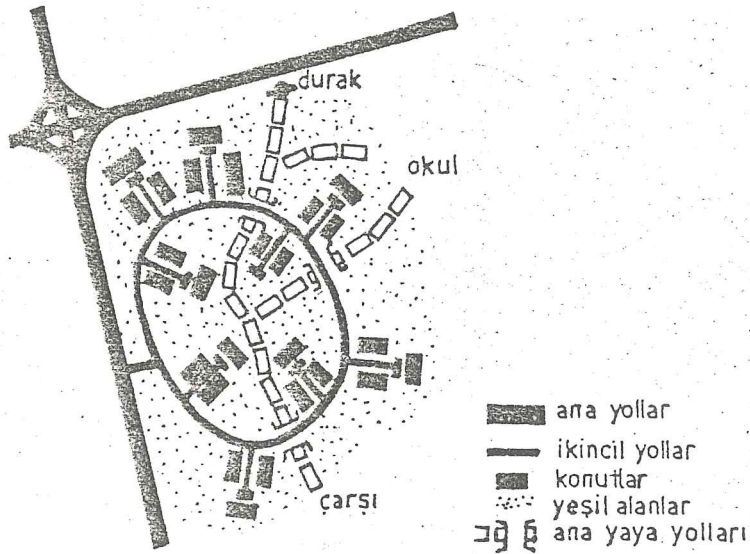 durak
okul
çarşı
ana yollar
ikincil yollar
konutlar
yeşil alanlar
ana yaya yolları